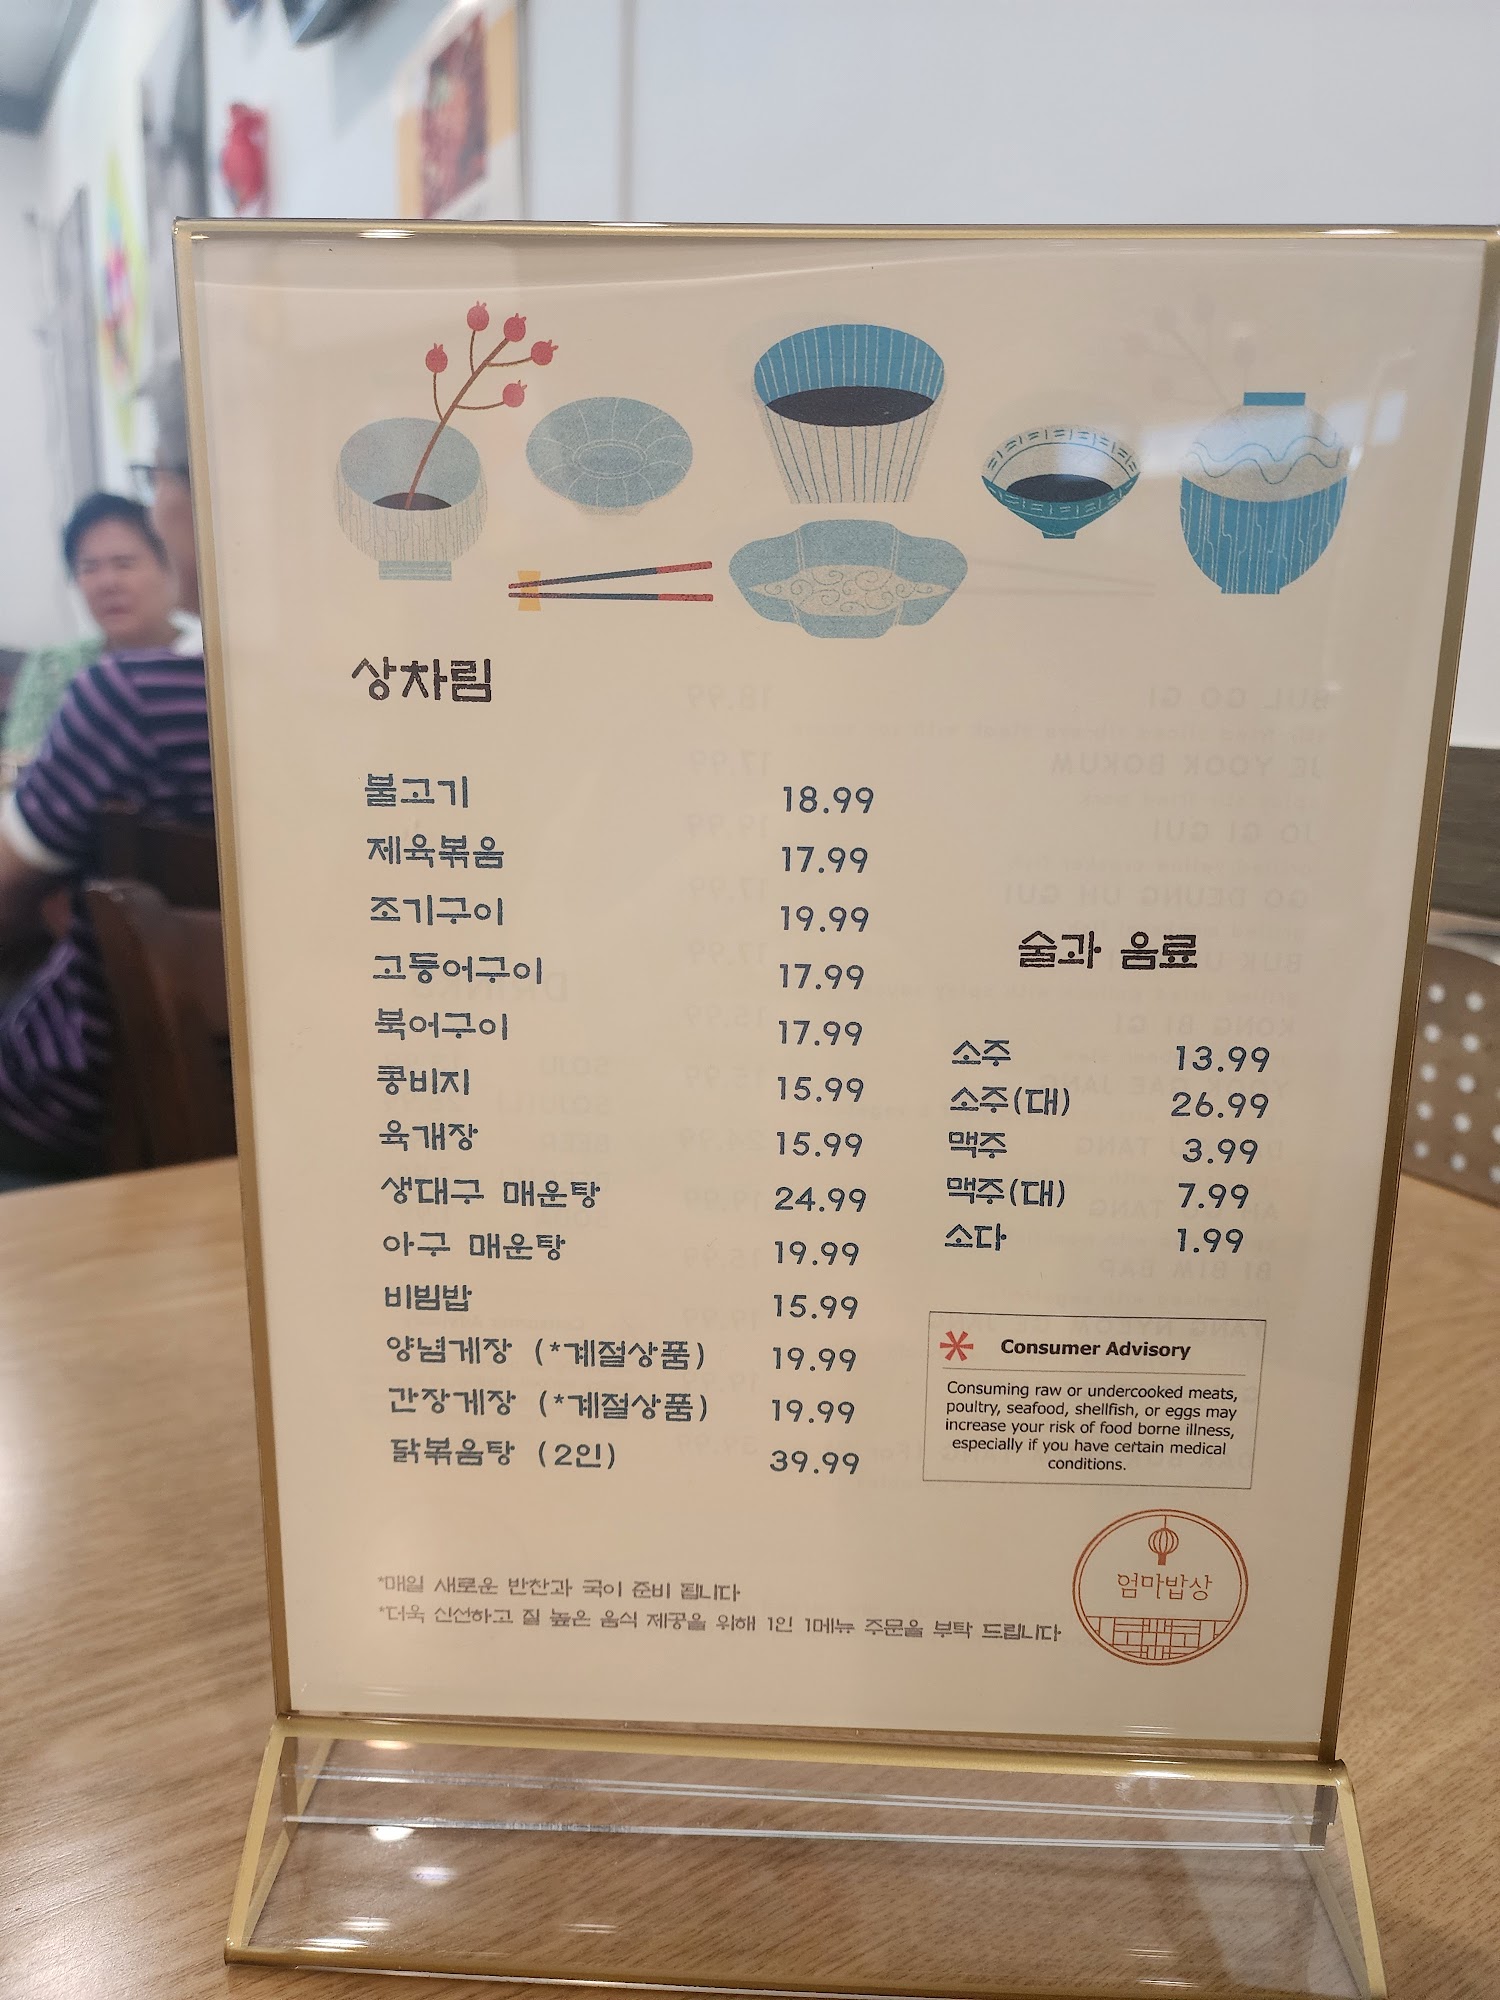 상차림
불고기 18.99
제육볶음 17.99
조기구이 19.99
고등어구이 17.99
북어구이 17.99
콩비지 15.99
육개장 15.99
생대구 매운탕 24.99
아구 매운탕 19.99
비빔밥 15.99
양념게장 (*계절상품) 19.99
간장게장 (*계절상품) 19.99
닭볶음탕 (2인) 39.99
술과 음료
소주 13.99
소주(대) 26.99
맥주 3.99
맥주(대) 7.99
소다 1.99
Consumer Advisory
Consuming raw or undercooked meats,
poultry, seafood, shellfish, or eggs may
increase your risk of food borne illness,
especially if you have certain medical
conditions.
*매일 새로운 반찬과 국이 준비 됩니다
*더욱 신선하고 질 높은 음식 제공을 위해 1인 1메뉴 주문을 부탁 드립니다
엄마밥상